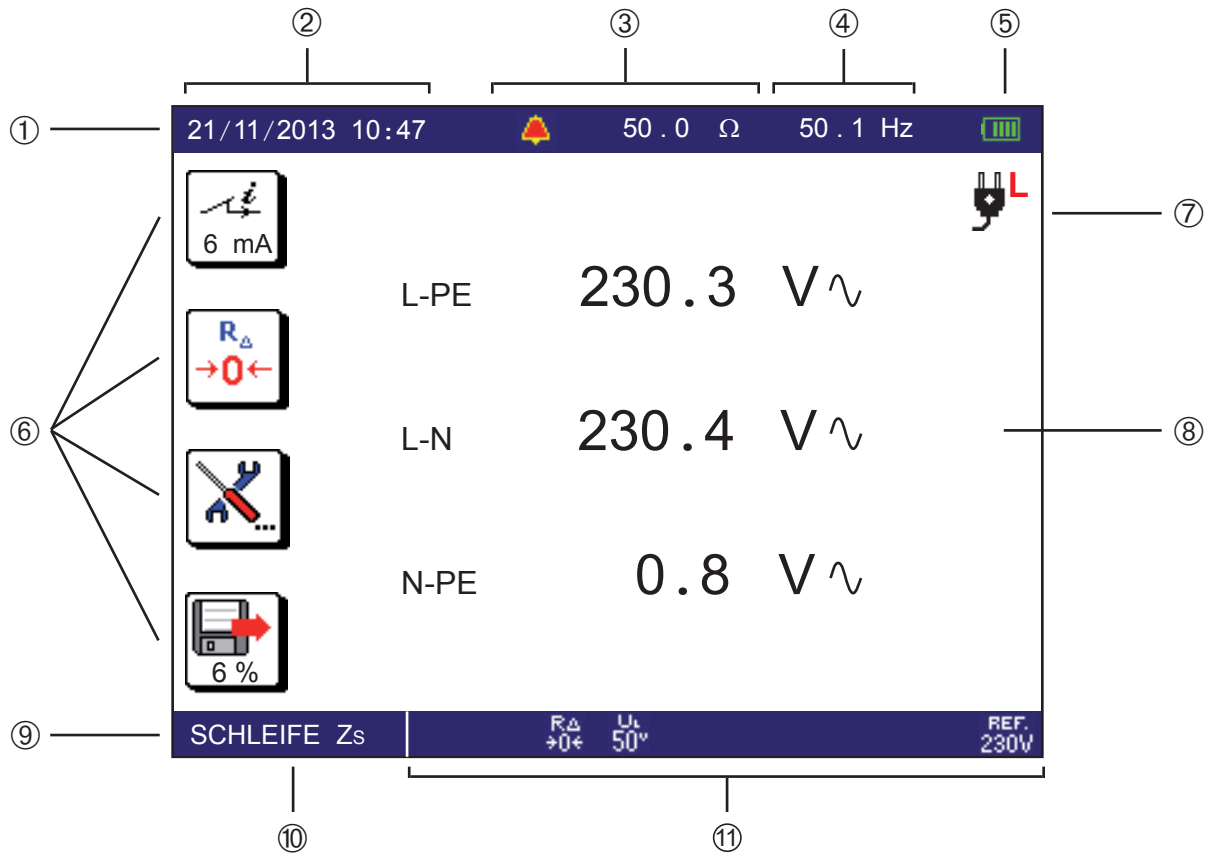 ② ③ ④ ⑤
① 21/11/2013 10:47 50.0 Ω 50.1 Hz
i
6 mA
L ⑦
L-PE 230.3 V
RΔ
→0←
⑥ L-N 230.4 V ⑧
...
N-PE 0.8 V
6 %
⑨ SCHLEIFE Zs RΔ →0← UL 50V REF. 230V
⑩ ⑪